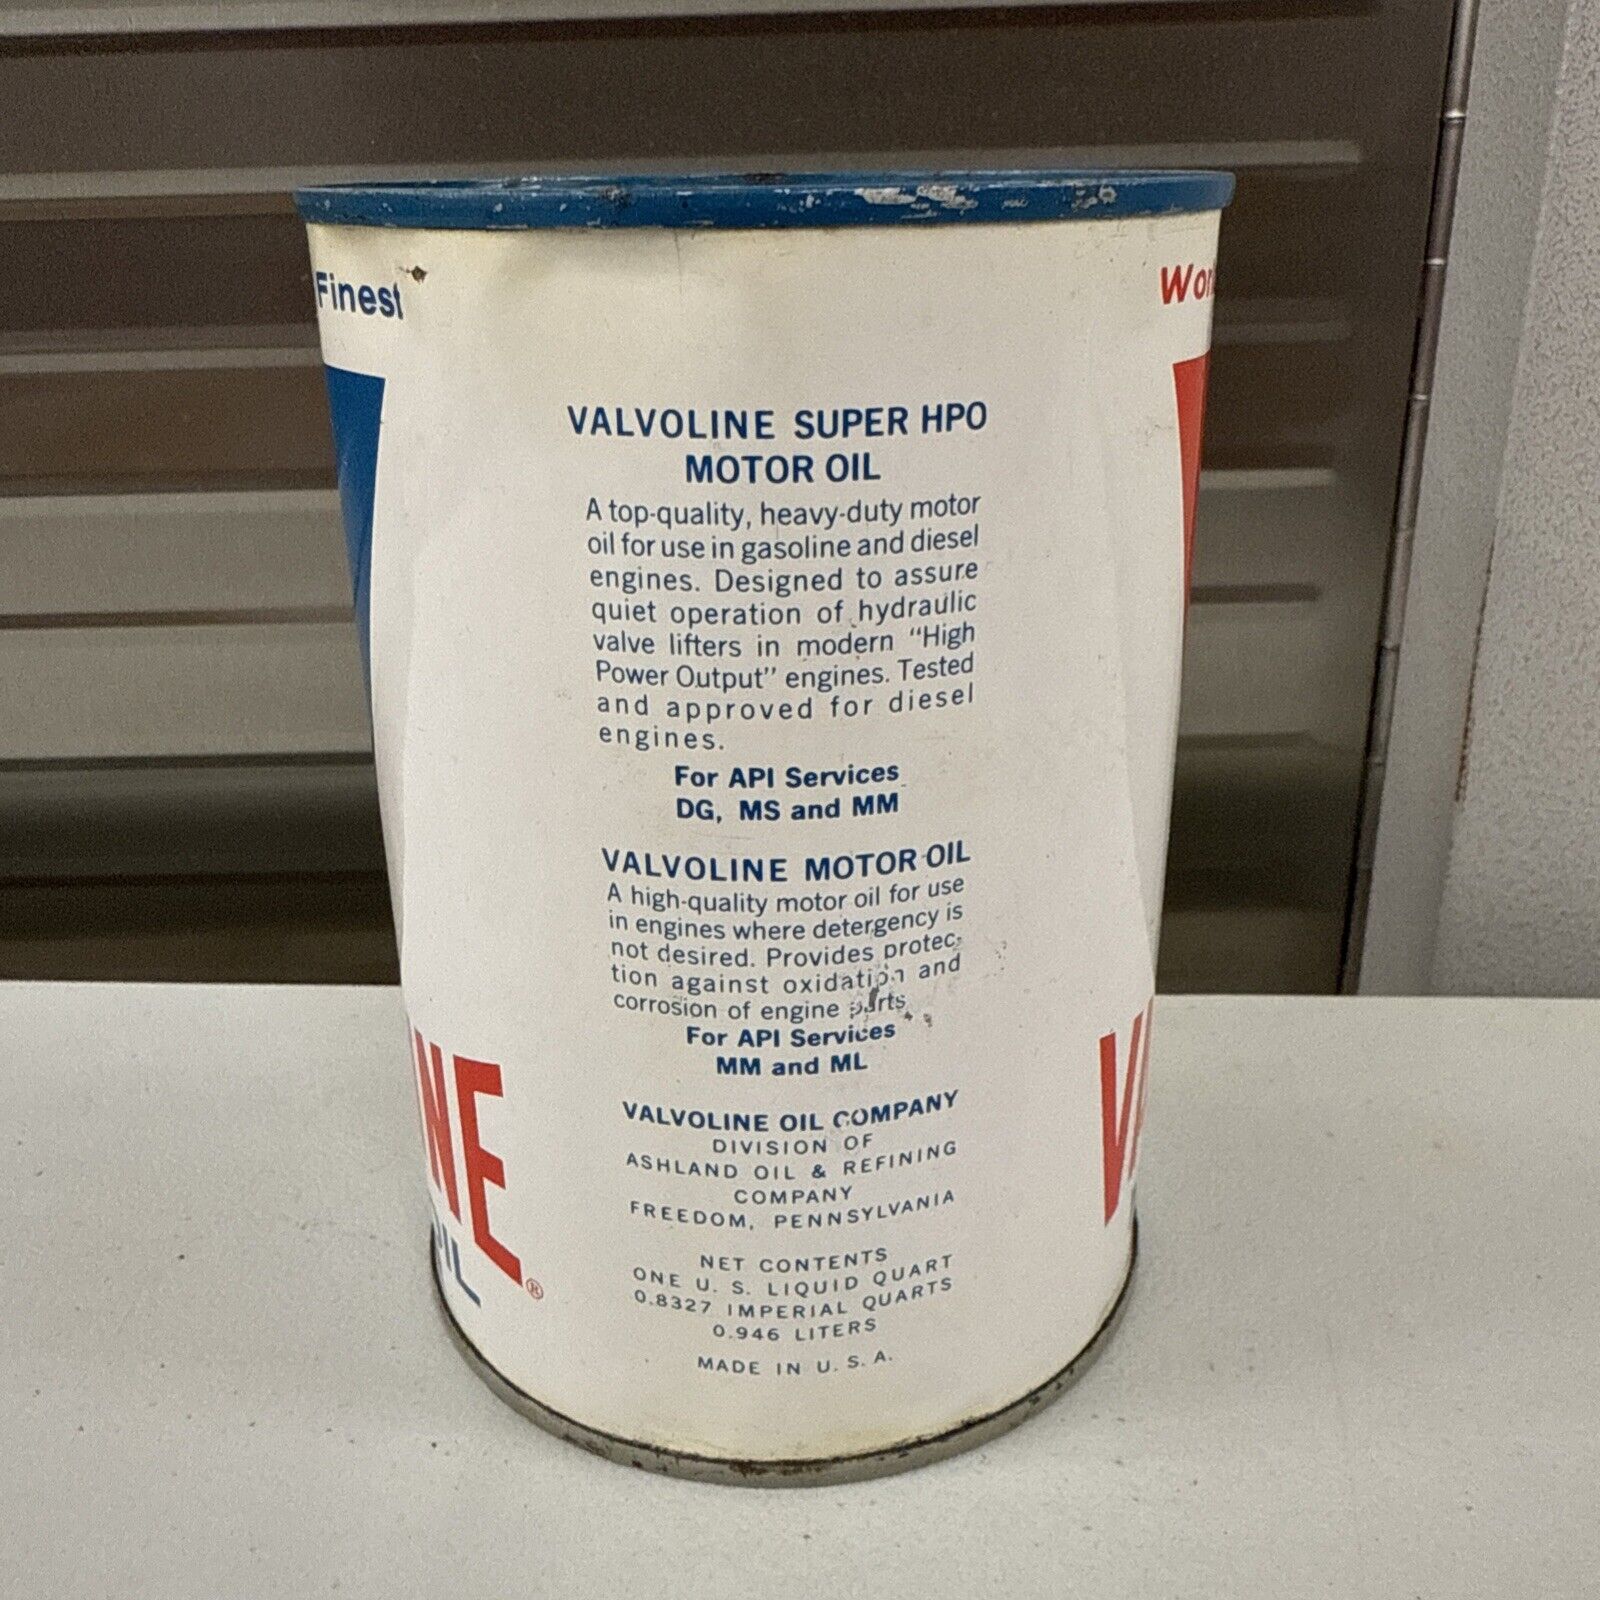 Finest
Wor
VALVOLINE SUPER HPO
MOTOR OIL
A top-quality, heavy-duty motor
oil for use in gasoline and diesel
engines. Designed to assure
quiet operation of hydraulic
valve lifters in modern "High
Power Output" engines. Tested
and approved for diesel
engines.
For API Services
DG, MS and MM
VALVOLINE MOTOR OIL
A high-quality motor oil for use
in engines where detergency is
not desired. Provides protec-
tion against oxidation and
corrosion of engine parts.
For API Services
MM and ML
VALVOLINE OIL COMPANY
DIVISION OF
ASHLAND OIL & REFINING
COMPANY
FREEDOM, PENNSYLVANIA
NET CONTENTS
ONE U. S. LIQUID QUART
0.8327 IMPERIAL QUARTS
0.946 LITERS
MADE IN U. S. A.
NE®
OIL
V